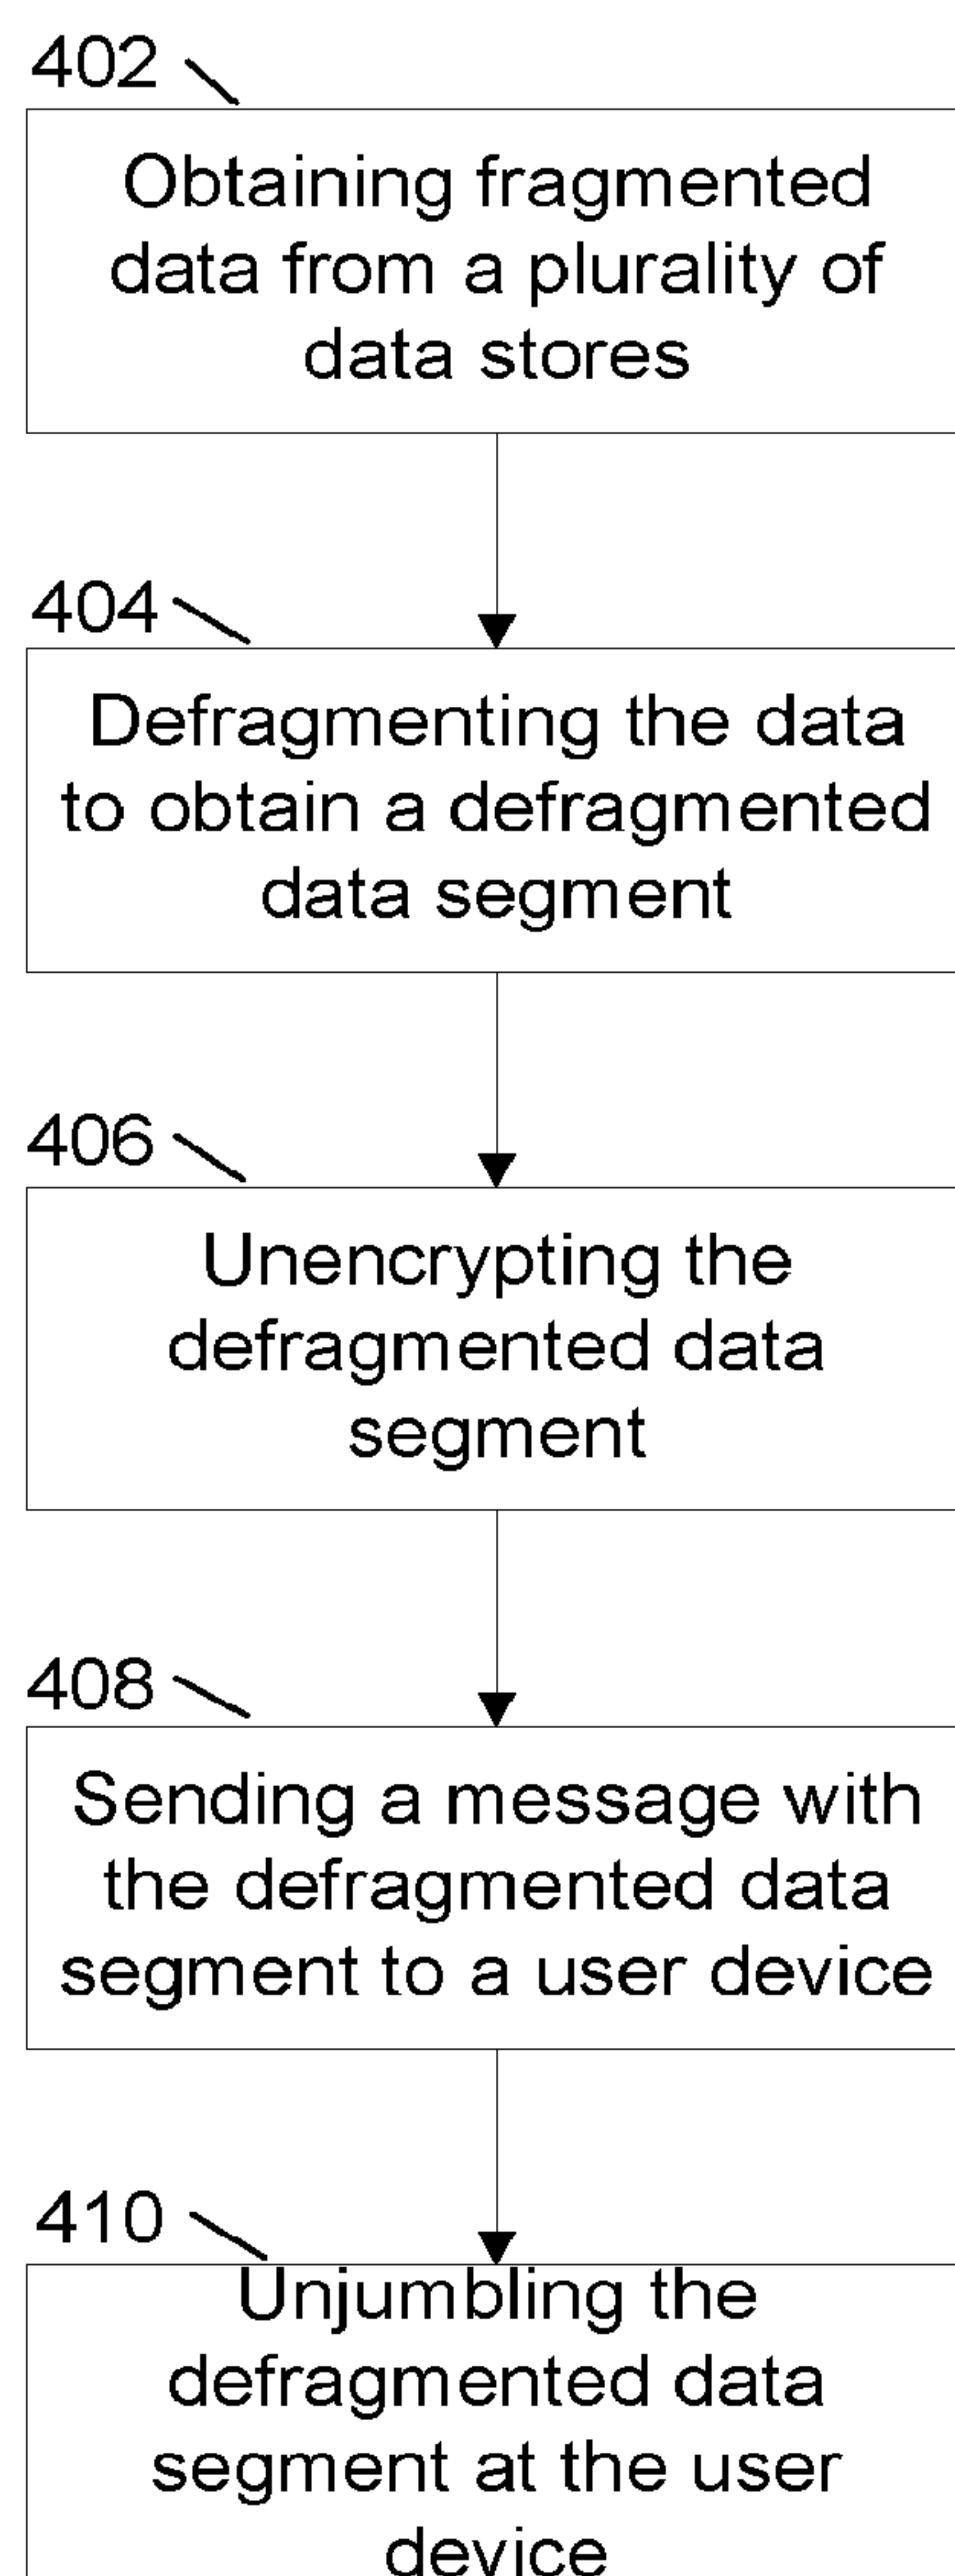 402
Obtaining fragmented
data from a plurality of
data stores
404
Defragmenting the data
to obtain a defragmented
data segment
406
Unencrypting the
defragmented data
segment
408
Sending a message with
the defragmented data
segment to a user device
410
Unjumbling the
defragmented data
segment at the user
device